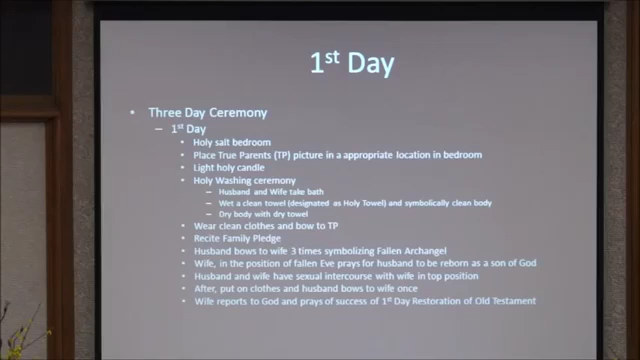 1st Day
• Three Day Ceremony
– 1st Day
• Holy salt bedroom
• Place True Parents (TP) picture in a appropriate location in bedroom
• Light holy candle
• Holy Washing ceremony
– Husband and Wife take bath
– Wet a clean towel (designated as Holy Towel) and symbolically clean body
– Dry body with dry towel
• Wear clean clothes and bow to TP
• Recite Family Pledge
• Husband bows to wife 3 times symbolizing Fallen Archangel
• Wife, in the position of fallen Eve prays for husband to be reborn as a son of God
• Husband and wife have sexual intercourse with wife in top position
• After, put on clothes and husband bows to wife once
• Wife reports to God and prays of success of 1st Day Restoration of Old Testament